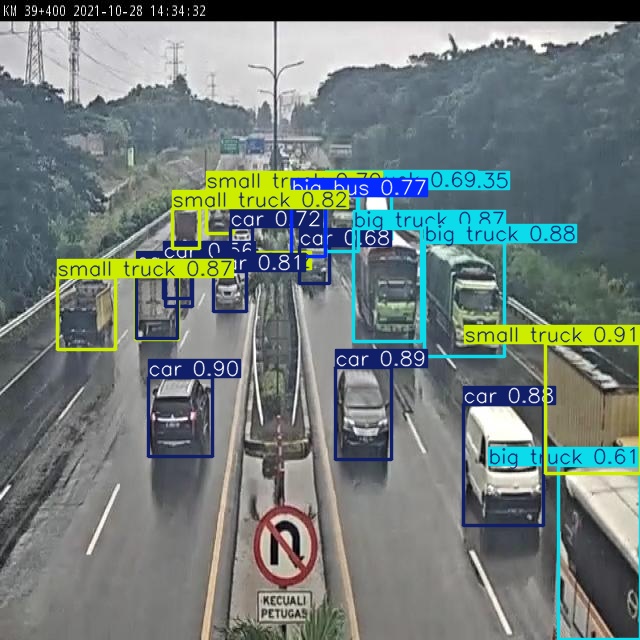 KM 39+400 2021-10-28 14:34:32
small tr
0.69.35
big bus 0.77
small truck 0.82
car 0.72
big truck 0.87
big truck 0.88
car 0.68
car 0.81
small truck 0.87
small truck 0.91
car 0.90
car 0.89
car 0.88
big truck 0.61
KECUALI
PETUGAS